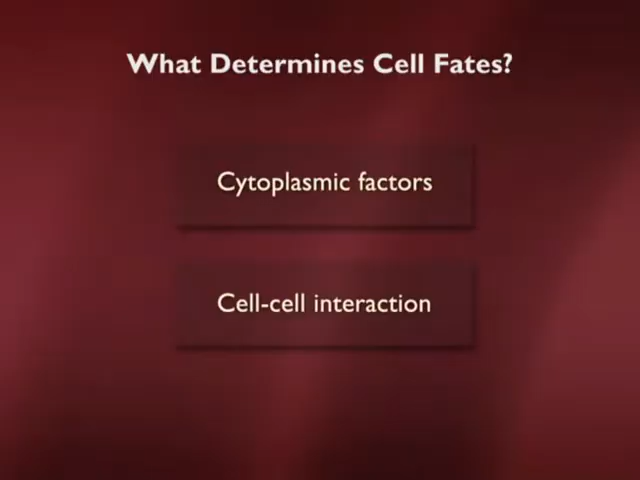 What Determines Cell Fates?
Cytoplasmic factors
Cell-cell interaction